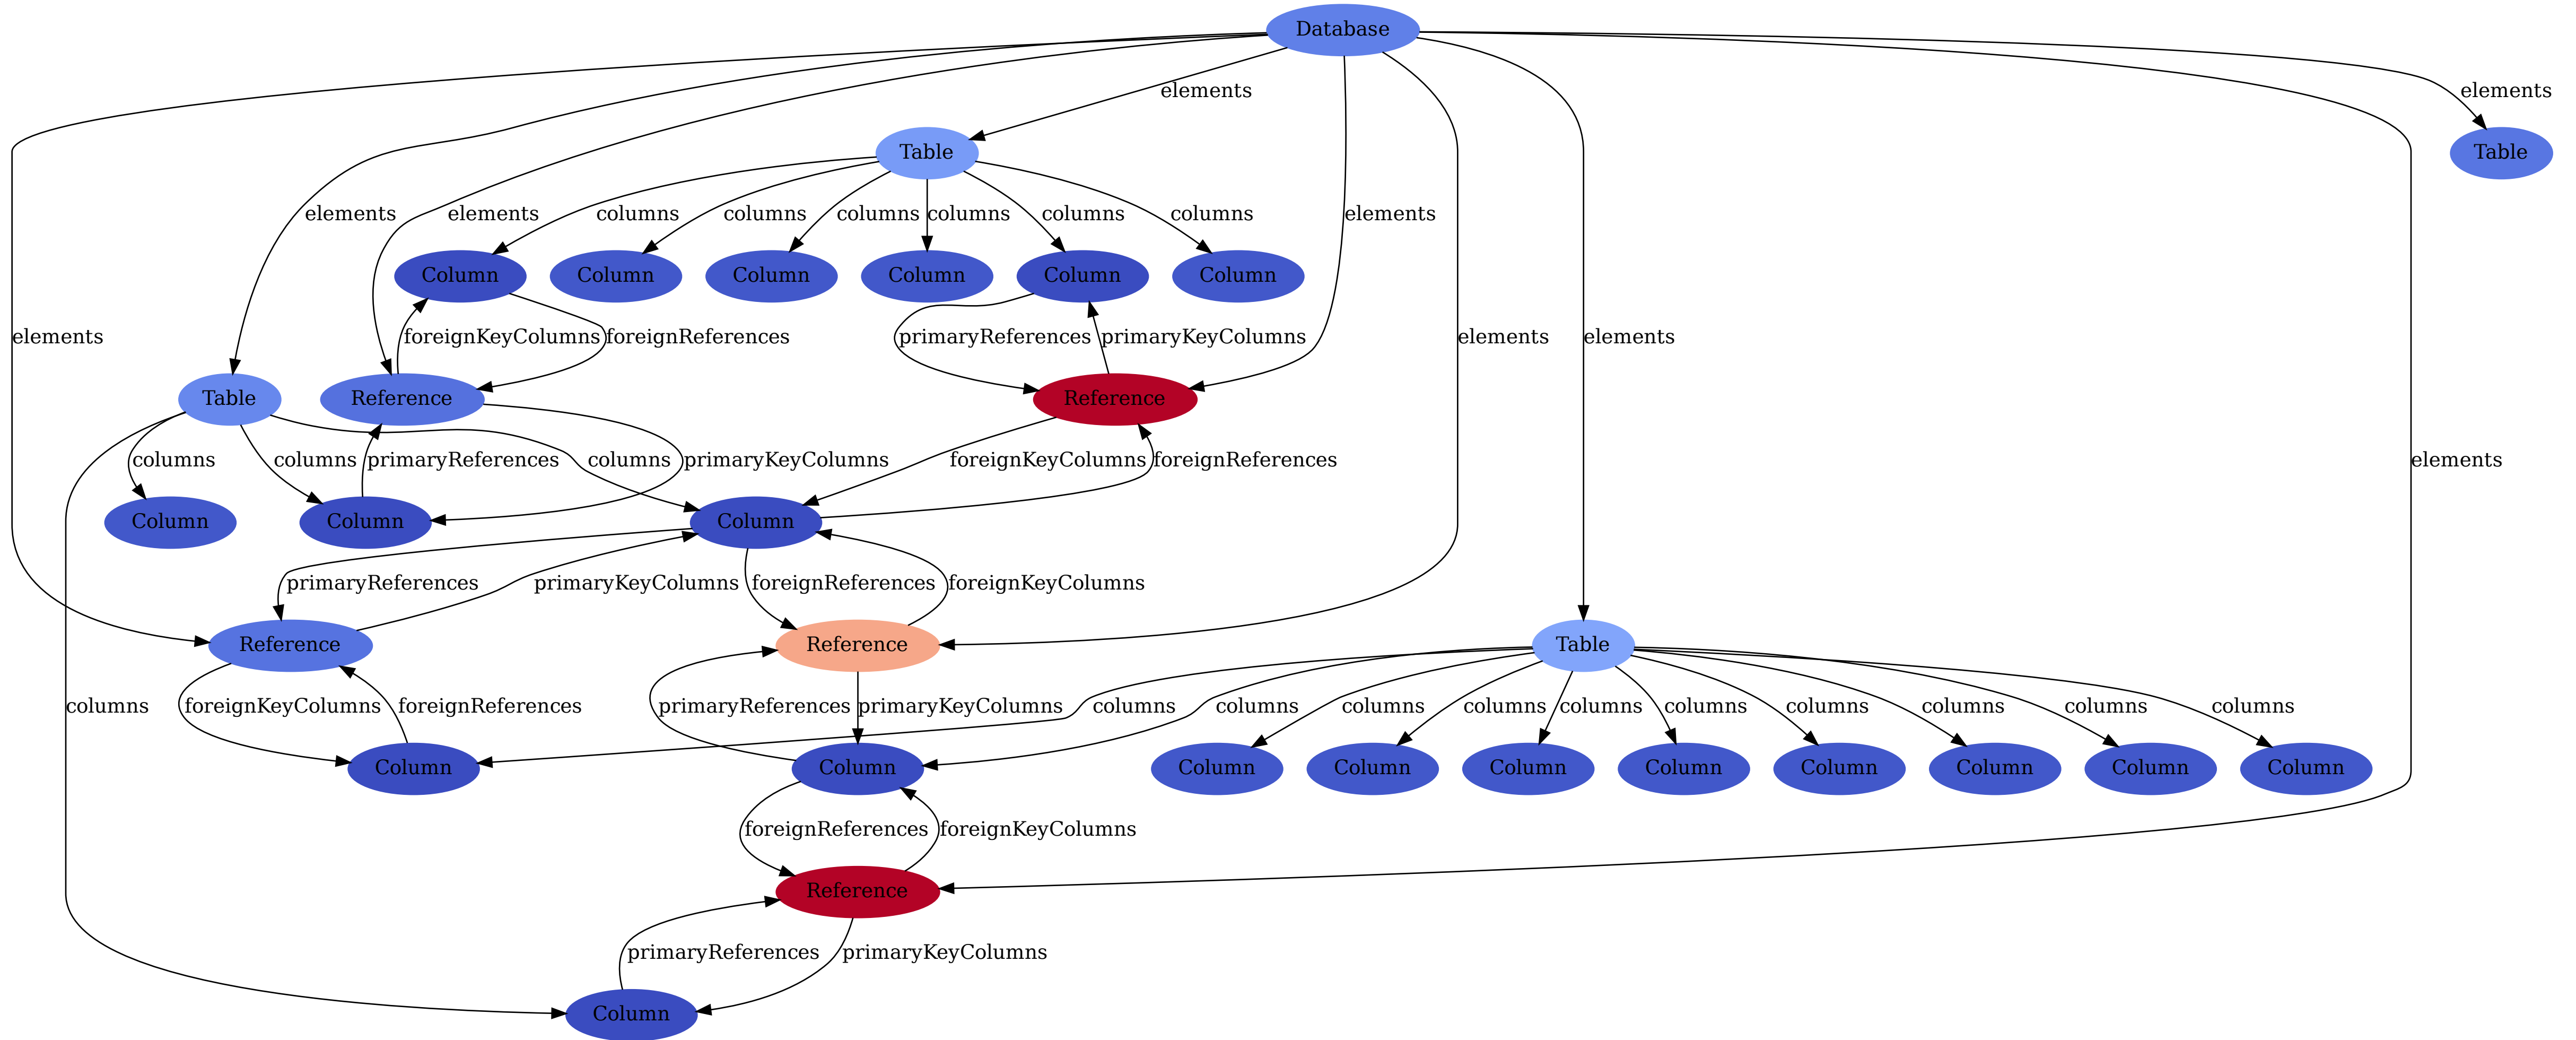 Database
elements
elements
Table
Table
elements
elements
columns
columns
columns
columns
columns
columns
elements
Column
Column
Column
Column
Column
Column
elements
foreignKeyColumns
foreignReferences
primaryReferences
primaryKeyColumns
elements
elements
Table
Reference
Reference
columns
columns
primaryReferences
columns
primaryKeyColumns
foreignKeyColumns
foreignReferences
elements
Column
Column
Column
primaryReferences
primaryKeyColumns
foreignReferences
foreignKeyColumns
Reference
Reference
Table
columns
foreignKeyColumns
foreignReferences
primaryReferences
primaryKeyColumns
columns
columns
columns
columns
columns
columns
columns
columns
columns
columns
Column
Column
Column
Column
Column
Column
Column
Column
Column
Column
foreignReferences
foreignKeyColumns
Reference
primaryReferences
primaryKeyColumns
Column